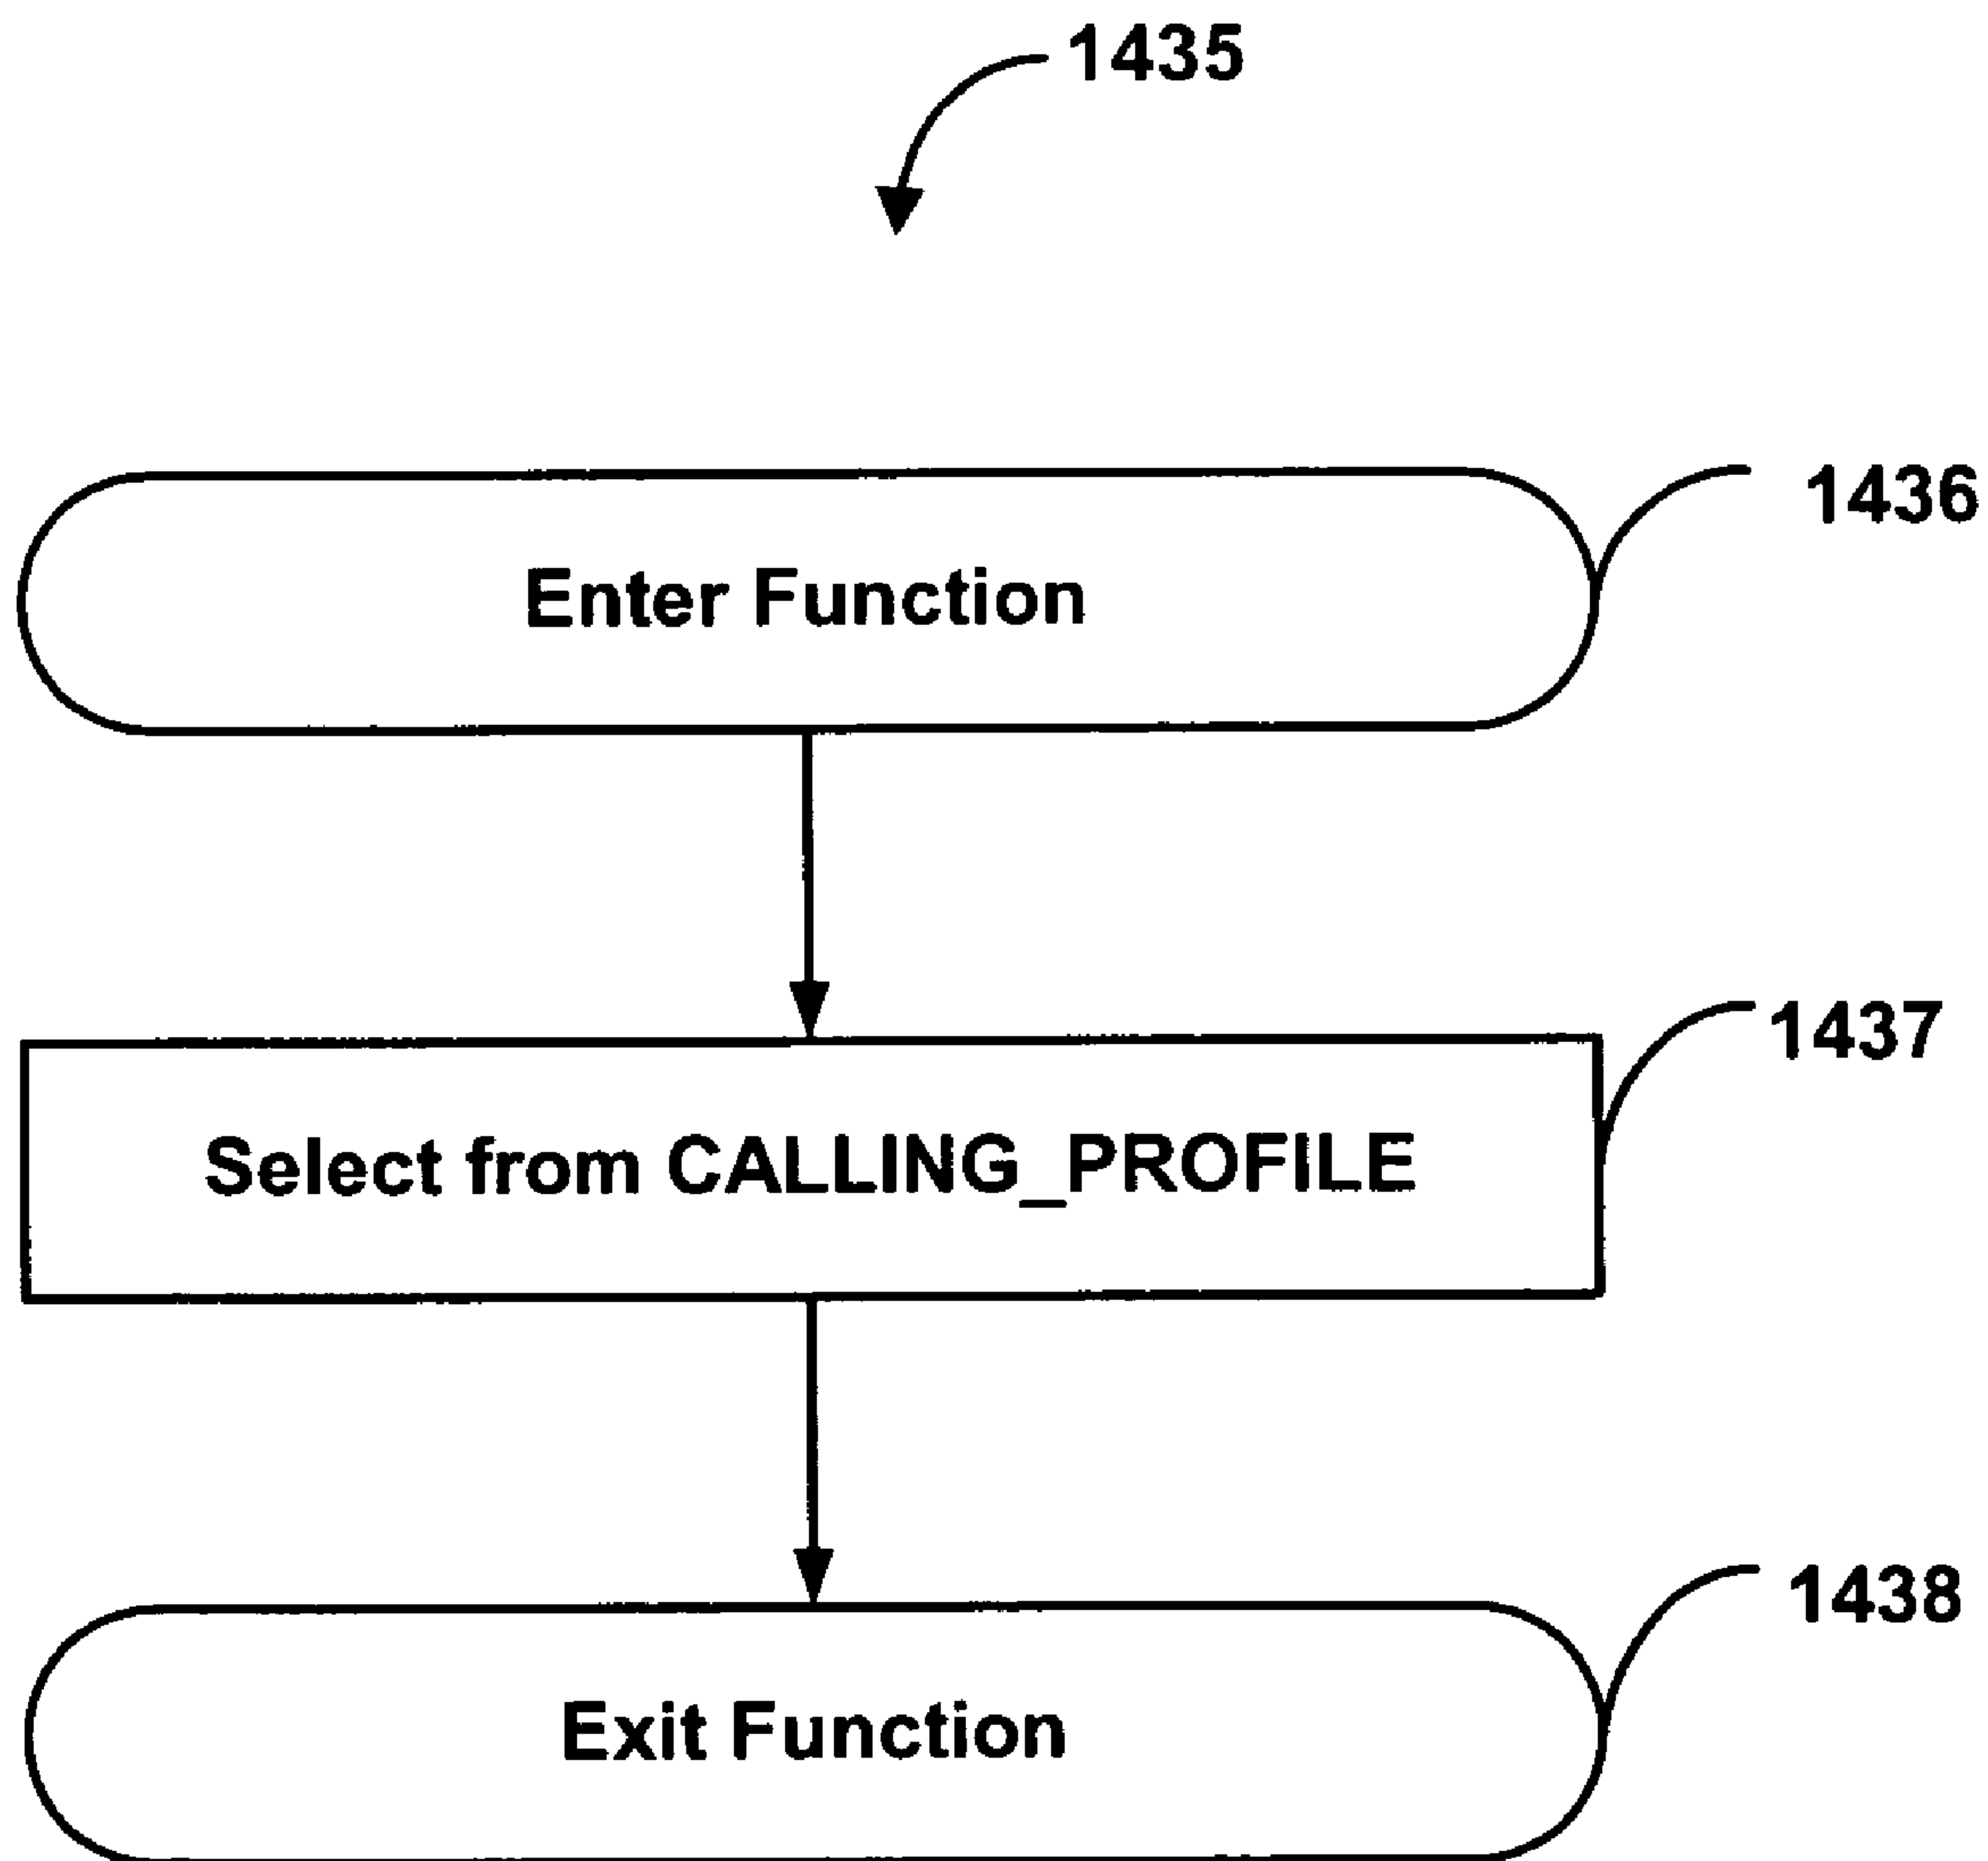 1435
1436
Enter Function
1437
Select from CALLING_PROFILE
1438
Exit Function